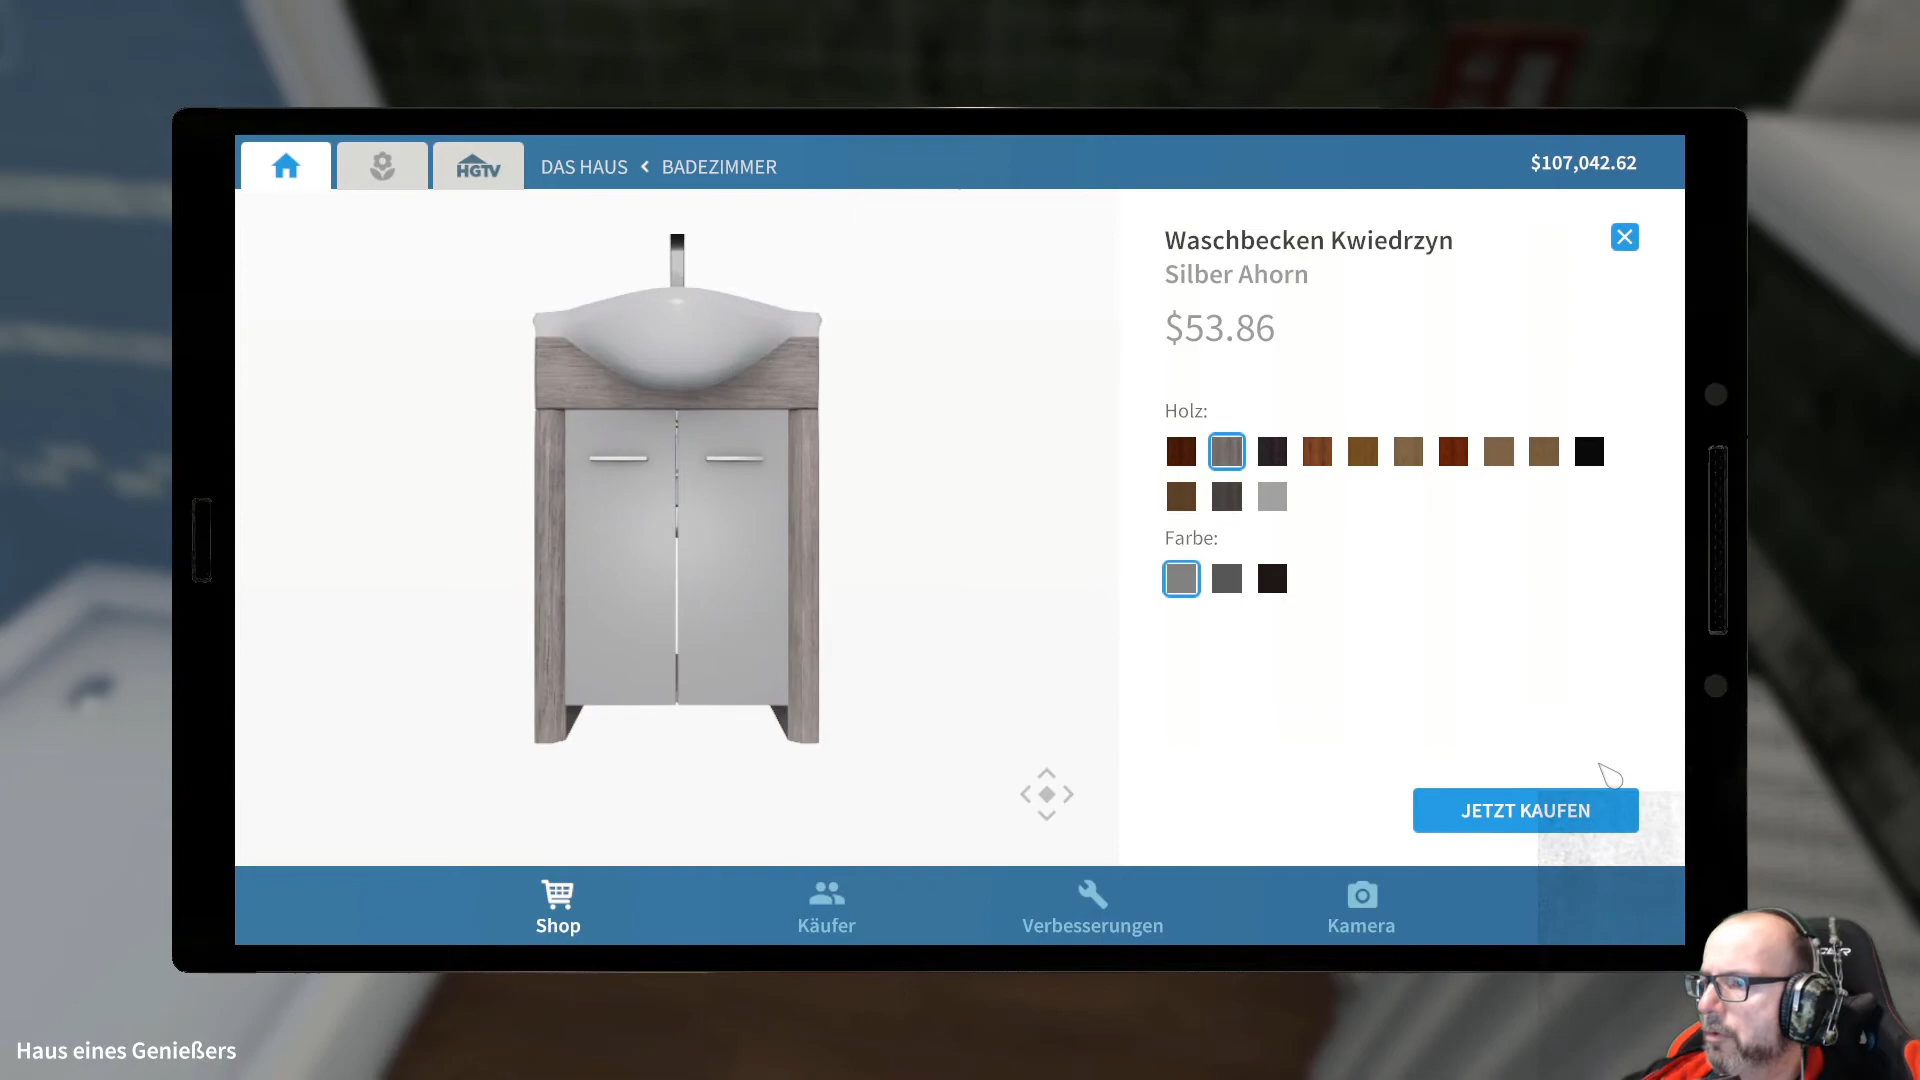 HGTV
DAS HAUS < BADEZIMMER
$107,042.62
Waschbecken Kwiedrzyn
Silber Ahorn
$53.86
Holz:
Farbe:
JETZT KAUFEN
Shop
Käufer
Verbesserungen
Kamera
Haus eines Genießers